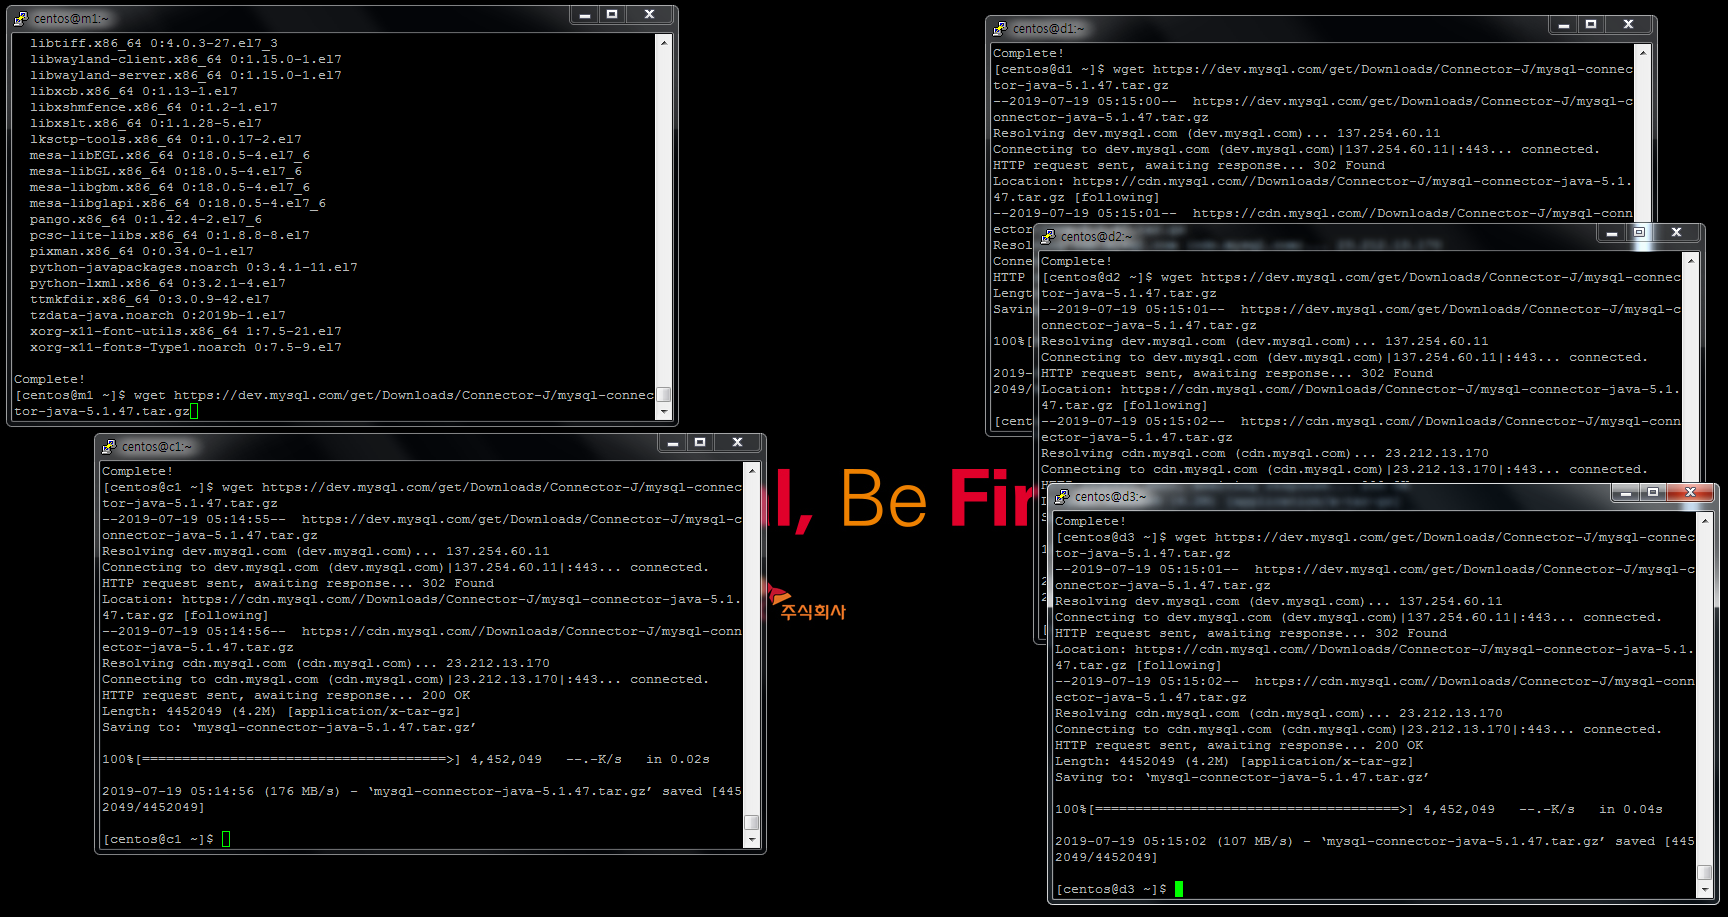 centos@m1:~
libtiff.x86_64 0:4.0.3-27.el7_3
libwayland-client.x86_64 0:1.15.0-1.el7
libwayland-server.x86_64 0:1.15.0-1.el7
libxcb.x86_64 0:1.13-1.el7
libxshmfence.x86_64 0:1.2-1.el7
libxslt.x86_64 0:1.1.28-5.el7
lksctp-tools.x86_64 0:1.0.17-2.el7
mesa-libEGL.x86_64 0:18.0.5-4.el7_6
mesa-libGL.x86_64 0:18.0.5-4.el7_6
mesa-libgbm.x86_64 0:18.0.5-4.el7_6
mesa-libglapi.x86_64 0:18.0.5-4.el7_6
pango.x86_64 0:1.42.4-2.el7_6
pcsc-lite-libs.x86_64 0:1.8.8-8.el7
pixman.x86_64 0:0.34.0-1.el7
python-javapackages.noarch 0:3.4.1-11.el7
python-lxml.x86_64 0:3.2.1-4.el7
ttmkfdir.x86_64 0:3.0.9-42.el7
tzdata-java.noarch 0:2019b-1.el7
xorg-x11-font-utils.x86_64 1:7.5-21.el7
xorg-x11-fonts-Type1.noarch 0:7.5-9.el7
Complete!
[centos@m1 ~]$ wget https://dev.mysql.com/get/Downloads/Connector-J/mysql-connec
tor-java-5.1.47.tar.gz
centos@c1:~
Complete!
[centos@c1 ~]$ wget https://dev.mysql.com/get/Downloads/Connector-J/mysql-connec
tor-java-5.1.47.tar.gz
--2019-07-19 05:14:55--  https://dev.mysql.com/get/Downloads/Connector-J/mysql-c
onnector-java-5.1.47.tar.gz
Resolving dev.mysql.com (dev.mysql.com)... 137.254.60.11
Connecting to dev.mysql.com (dev.mysql.com)|137.254.60.11|:443... connected.
HTTP request sent, awaiting response... 302 Found
Location: https://cdn.mysql.com//Downloads/Connector-J/mysql-connector-java-5.1.
47.tar.gz [following]
--2019-07-19 05:14:56--  https://cdn.mysql.com//Downloads/Connector-J/mysql-conn
ector-java-5.1.47.tar.gz
Resolving cdn.mysql.com (cdn.mysql.com)... 23.212.13.170
Connecting to cdn.mysql.com (cdn.mysql.com)|23.212.13.170|:443... connected.
HTTP request sent, awaiting response... 200 OK
Length: 4452049 (4.2M) [application/x-tar-gz]
Saving to: ‘mysql-connector-java-5.1.47.tar.gz’
100%[======================================>] 4,452,049   --.-K/s   in 0.02s
2019-07-19 05:14:56 (176 MB/s) - ‘mysql-connector-java-5.1.47.tar.gz’ saved [445
2049/4452049]
[centos@c1 ~]$
l, Be Fin
주식회사
centos@d1:~
Complete!
[centos@d1 ~]$ wget https://dev.mysql.com/get/Downloads/Connector-J/mysql-connec
tor-java-5.1.47.tar.gz
--2019-07-19 05:15:00--  https://dev.mysql.com/get/Downloads/Connector-J/mysql-c
onnector-java-5.1.47.tar.gz
Resolving dev.mysql.com (dev.mysql.com)... 137.254.60.11
Connecting to dev.mysql.com (dev.mysql.com)|137.254.60.11|:443... connected.
HTTP request sent, awaiting response... 302 Found
Location: https://cdn.mysql.com//Downloads/Connector-J/mysql-connector-java-5.1.
47.tar.gz [following]
--2019-07-19 05:15:01--  https://cdn.mysql.com//Downloads/Connector-J/mysql-conn
ector
Resol
Conne
HTTP
Lengt
Savin
100%[
2019-
2049/
[cent
centos@d2:~
Complete!
[centos@d2 ~]$ wget https://dev.mysql.com/get/Downloads/Connector-J/mysql-connec
tor-java-5.1.47.tar.gz
--2019-07-19 05:15:01--  https://dev.mysql.com/get/Downloads/Connector-J/mysql-c
onnector-java-5.1.47.tar.gz
Resolving dev.mysql.com (dev.mysql.com)... 137.254.60.11
Connecting to dev.mysql.com (dev.mysql.com)|137.254.60.11|:443... connected.
HTTP request sent, awaiting response... 302 Found
Location: https://cdn.mysql.com//Downloads/Connector-J/mysql-connector-java-5.1.
47.tar.gz [following]
--2019-07-19 05:15:02--  https://cdn.mysql.com//Downloads/Connector-J/mysql-conn
ector-java-5.1.47.tar.gz
Resolving cdn.mysql.com (cdn.mysql.com)... 23.212.13.170
Connecting to cdn.mysql.com (cdn.mysql.com)|23.212.13.170|:443... connected.
centos@d3:~
Complete!
[centos@d3 ~]$ wget https://dev.mysql.com/get/Downloads/Connector-J/mysql-connec
tor-java-5.1.47.tar.gz
--2019-07-19 05:15:01--  https://dev.mysql.com/get/Downloads/Connector-J/mysql-c
onnector-java-5.1.47.tar.gz
Resolving dev.mysql.com (dev.mysql.com)... 137.254.60.11
Connecting to dev.mysql.com (dev.mysql.com)|137.254.60.11|:443... connected.
HTTP request sent, awaiting response... 302 Found
Location: https://cdn.mysql.com//Downloads/Connector-J/mysql-connector-java-5.1.
47.tar.gz [following]
--2019-07-19 05:15:02--  https://cdn.mysql.com//Downloads/Connector-J/mysql-conn
ector-java-5.1.47.tar.gz
Resolving cdn.mysql.com (cdn.mysql.com)... 23.212.13.170
Connecting to cdn.mysql.com (cdn.mysql.com)|23.212.13.170|:443... connected.
HTTP request sent, awaiting response... 200 OK
Length: 4452049 (4.2M) [application/x-tar-gz]
Saving to: ‘mysql-connector-java-5.1.47.tar.gz’
100%[======================================>] 4,452,049   --.-K/s   in 0.04s
2019-07-19 05:15:02 (107 MB/s) - ‘mysql-connector-java-5.1.47.tar.gz’ saved [445
2049/4452049]
[centos@d3 ~]$